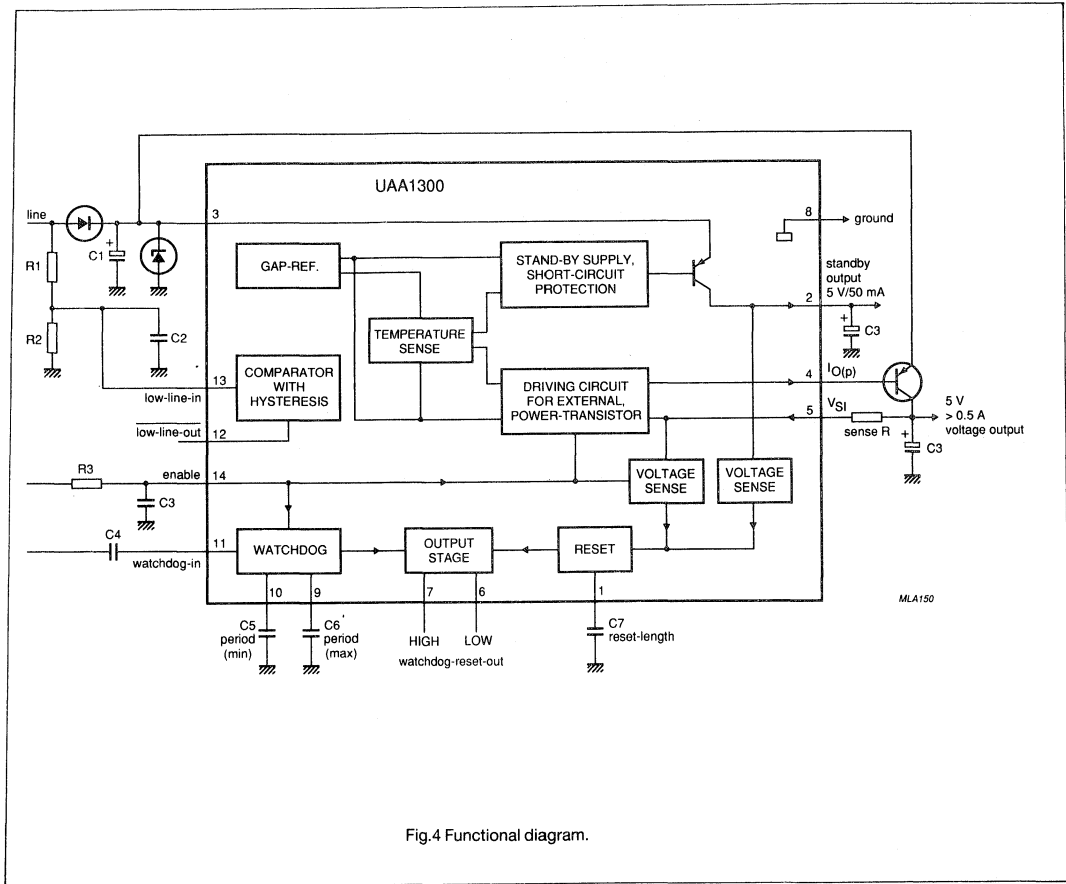 UAA1300
line
3
8
ground
R1
C1
+
GAP-REF.
STAND-BY SUPPLY,
SHORT-CIRCUIT
PROTECTION
standby
output
5 V/50 mA
2
+
C3
R2
C2
TEMPERATURE
SENSE
13
low-line-in
COMPARATOR
WITH
HYSTERESIS
DRIVING CIRCUIT
FOR EXTERNAL,
POWER-TRANSISTOR
4
IO(p)
5
VSI
sense R
5 V
> 0.5 A
voltage output
+
C3
low-line-out
12
R3
enable
14
C3
VOLTAGE
SENSE
VOLTAGE
SENSE
C4
11
watchdog-in
WATCHDOG
OUTPUT
STAGE
RESET
10
9
7
6
1
MLA150
C5
period
(min)
C6
period
(max)
HIGH
LOW
watchdog-reset-out
C7
reset-length
Fig.4 Functional diagram.